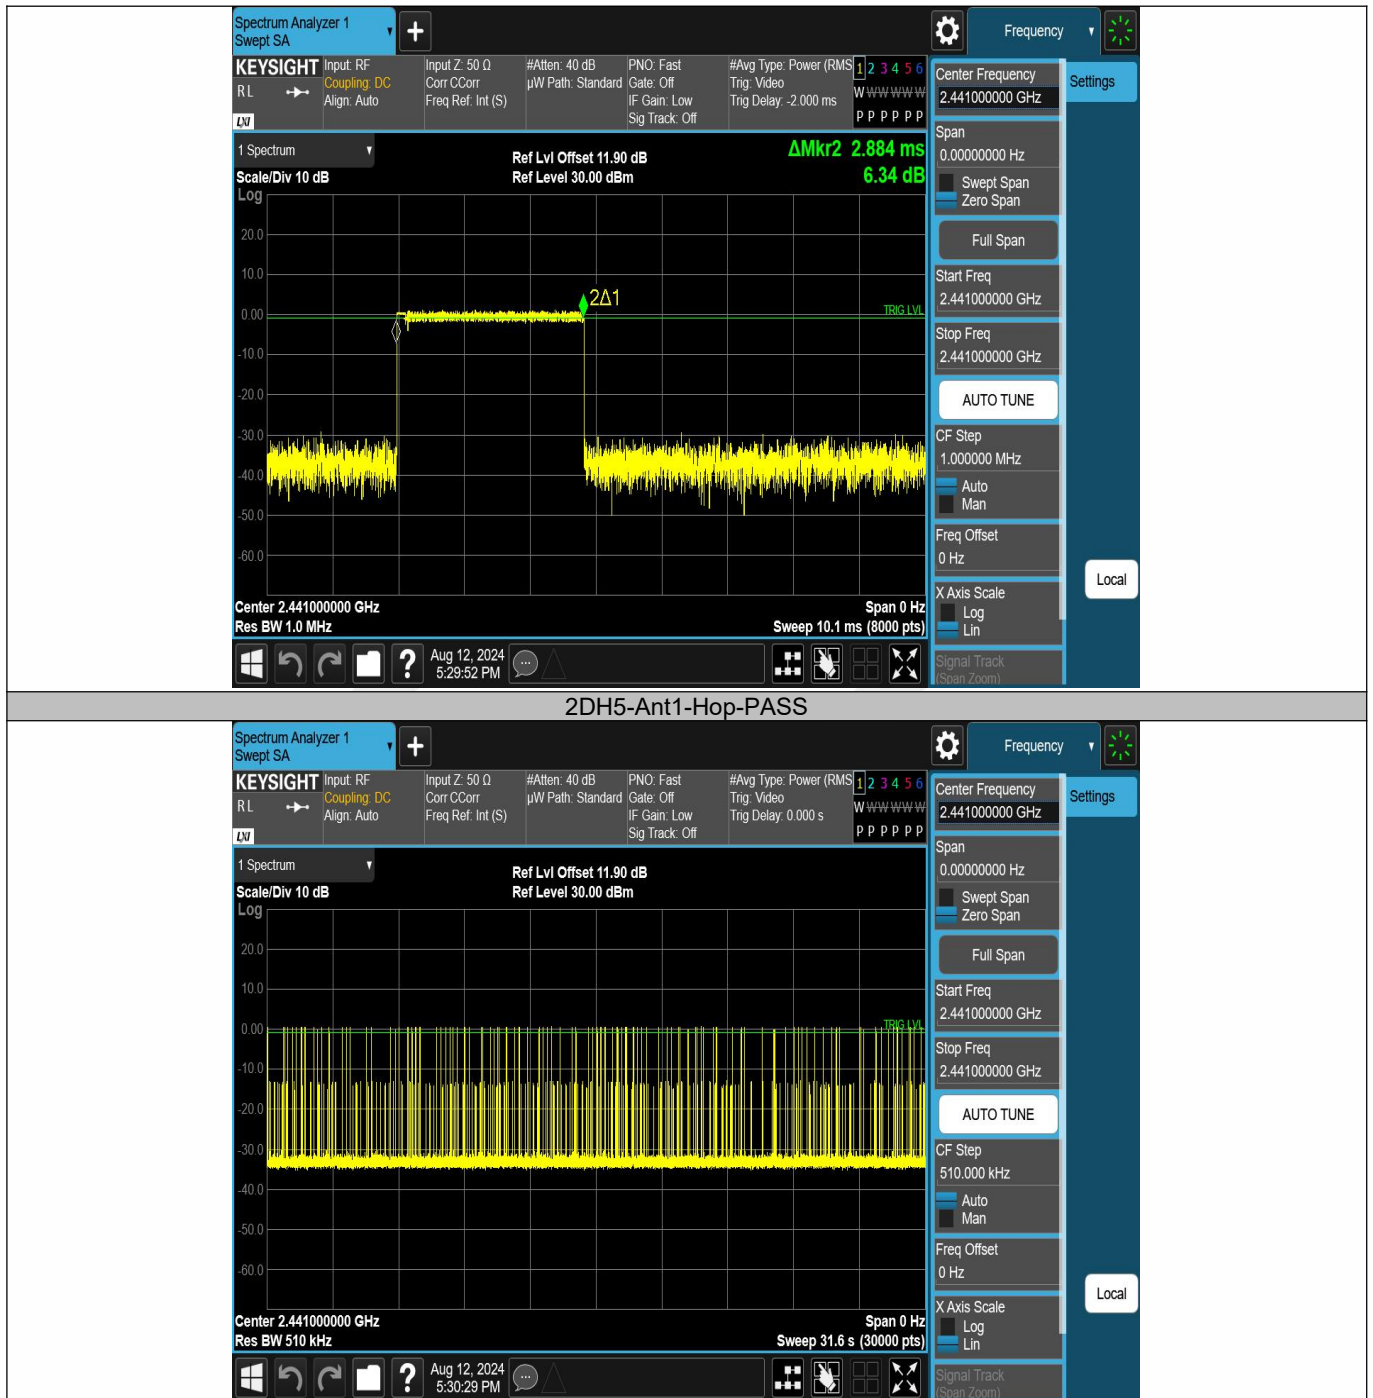 Spectrum Analyzer 1
Swept SA
Frequency
KEYSIGHT
R L
LXI
Input: RF
Coupling: DC
Align: Auto
Input Z: 50 Ω
Corr CCorr
Freq Ref: Int (S)
#Atten: 40 dB
µW Path: Standard
PNO: Fast
Gate: Off
IF Gain: Low
Sig Track: Off
#Avg Type: Power (RMS
Trig: Video
Trig Delay: -2.000 ms
1 2 3 4 5 6
W W W W W W
P P P P P P
1 Spectrum
Scale/Div 10 dB
Ref Lvl Offset 11.90 dB
Ref Level 30.00 dBm
ΔMkr2 2.884 ms
6.34 dB
Log
20.0
10.0
0.00
-10.0
-20.0
-30.0
-40.0
-50.0
-60.0
2Δ1
TRIG LVL
Center 2.441000000 GHz
Res BW 1.0 MHz
Span 0 Hz
Sweep 10.1 ms (8000 pts)
Aug 12, 2024
5:29:52 PM
Center Frequency
2.441000000 GHz
Settings
Span
0.00000000 Hz
Swept Span
Zero Span
Full Span
Start Freq
2.441000000 GHz
Stop Freq
2.441000000 GHz
AUTO TUNE
CF Step
1.000000 MHz
Auto
Man
Freq Offset
0 Hz
Local
X Axis Scale
Log
Lin
Signal Track
(Span Zoom)
2DH5-Ant1-Hop-PASS
Spectrum Analyzer 1
Swept SA
Frequency
KEYSIGHT
R L
LXI
Input: RF
Coupling: DC
Align: Auto
Input Z: 50 Ω
Corr CCorr
Freq Ref: Int (S)
#Atten: 40 dB
µW Path: Standard
PNO: Fast
Gate: Off
IF Gain: Low
Sig Track: Off
#Avg Type: Power (RMS
Trig: Video
Trig Delay: 0.000 s
1 2 3 4 5 6
W W W W W W
P P P P P P
1 Spectrum
Scale/Div 10 dB
Ref Lvl Offset 11.90 dB
Ref Level 30.00 dBm
Log
20.0
10.0
0.00
-10.0
-20.0
-30.0
-40.0
-50.0
-60.0
TRIG LVL
Center 2.441000000 GHz
Res BW 510 kHz
Span 0 Hz
Sweep 31.6 s (30000 pts)
Aug 12, 2024
5:30:29 PM
Center Frequency
2.441000000 GHz
Settings
Span
0.00000000 Hz
Swept Span
Zero Span
Full Span
Start Freq
2.441000000 GHz
Stop Freq
2.441000000 GHz
AUTO TUNE
CF Step
510.000 kHz
Auto
Man
Freq Offset
0 Hz
Local
X Axis Scale
Log
Lin
Signal Track
(Span Zoom)